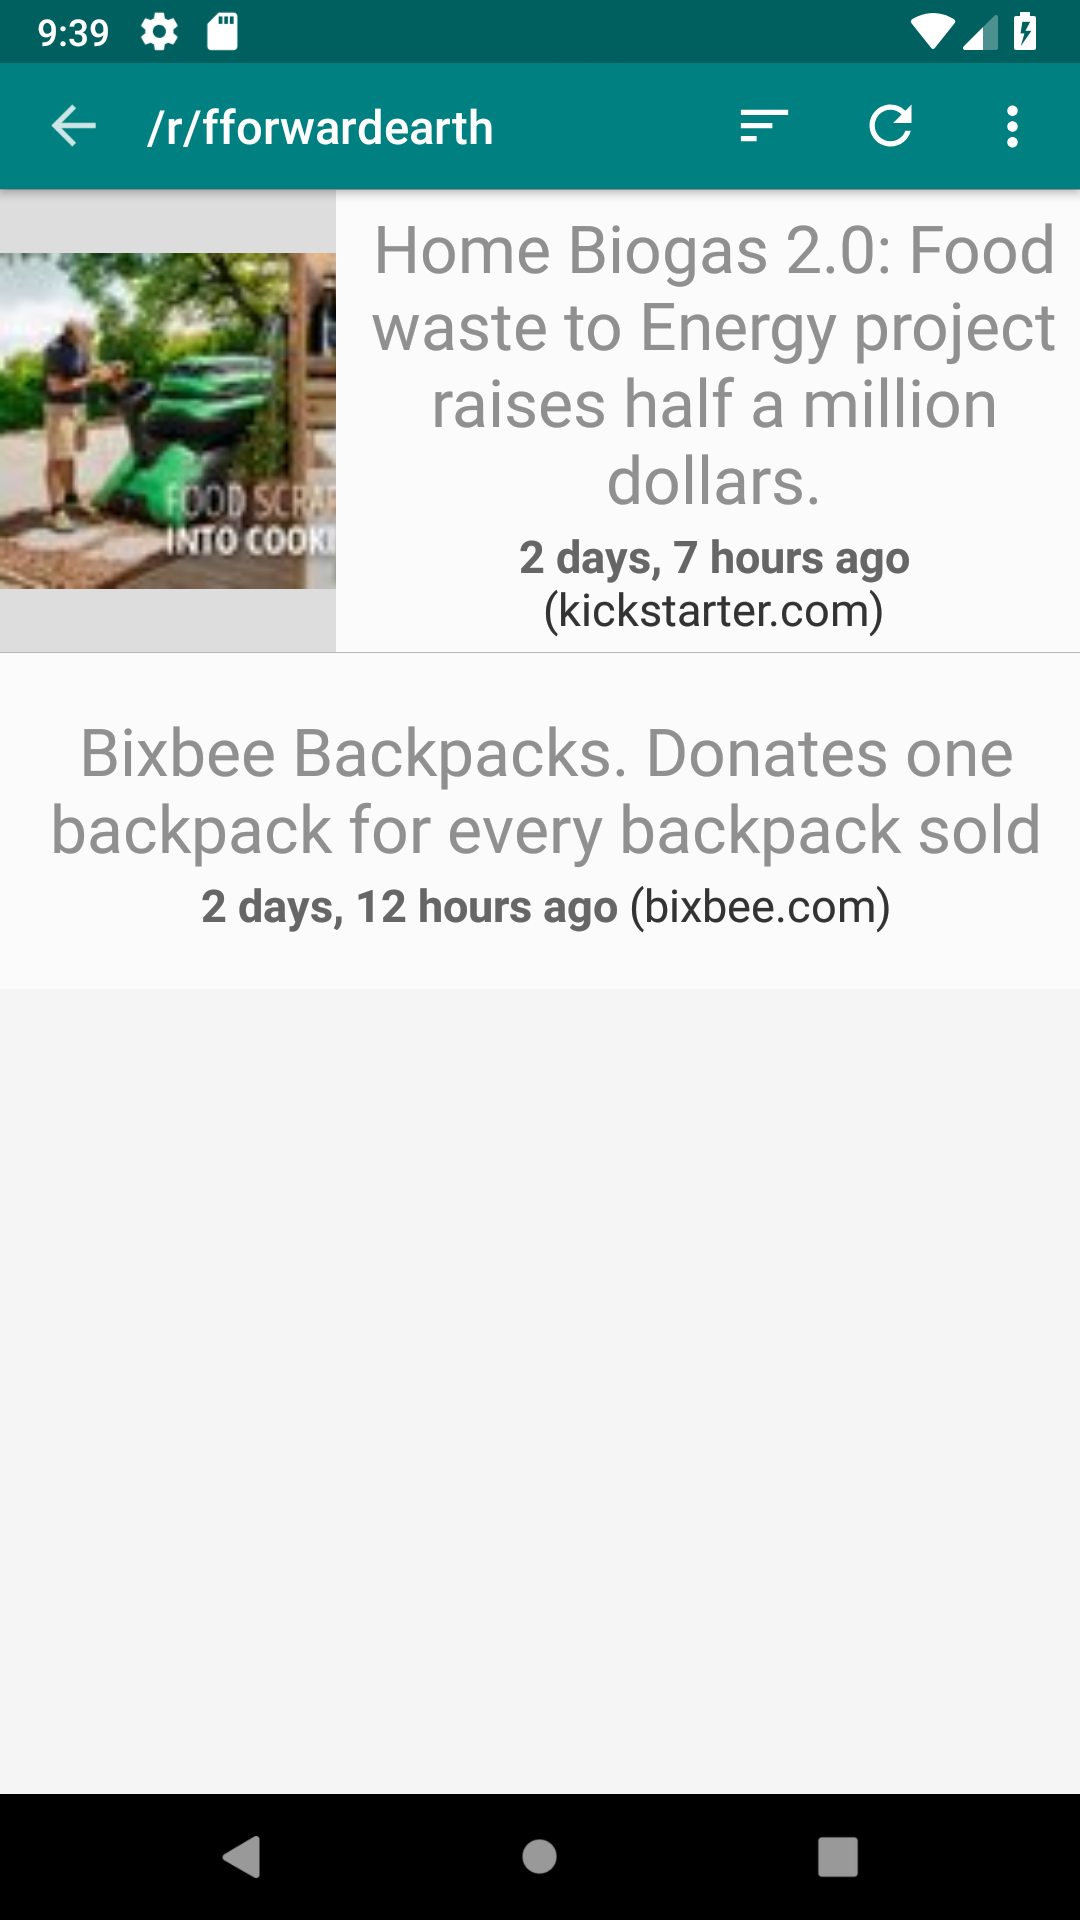 9:39
/r/fforwardearth
Home Biogas 2.0: Food
waste to Energy project
raises half a million
dollars.
2 days, 7 hours ago
(kickstarter.com)
FOOD SCRAP
INTO COOKI
Bixbee Backpacks. Donates one
backpack for every backpack sold
2 days, 12 hours ago (bixbee.com)